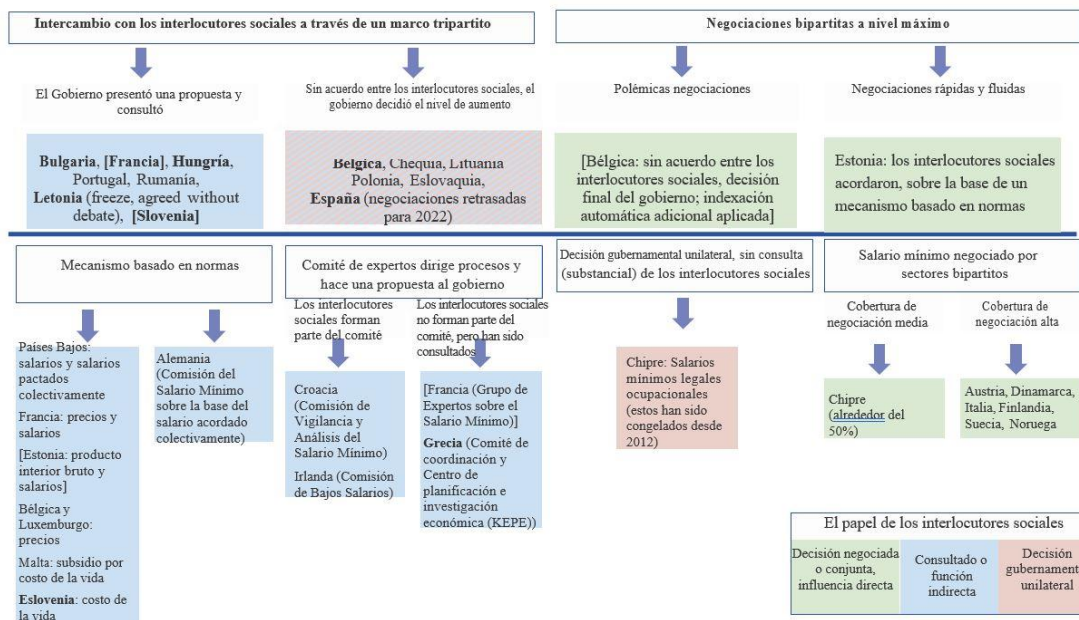 Intercambio con los interlocutores sociales a través de un marco tripartito
Negociaciones bipartitas a nivel máximo
El Gobierno presentó una propuesta y
consultó
Sin acuerdo entre los interlocutores sociales, el
gobierno decidió el nivel de aumento
Polémicas negociaciones
Negociaciones rápidas y fluidas
Bulgaria, [Francia], Hungría,
Portugal, Rumanía,
Letonia (freeze, agreed without
debate), [Slovenia]
Bélgica, Chequia, Lituania
Polonia, Eslovaquia,
España (negociaciones retrasadas
para 2022)
[Bélgica: sin acuerdo entre los
interlocutores sociales, decisión
final del gobierno; indexación
automática adicional aplicada]
Estonia: los interlocutores sociales
acordaron, sobre la base de un
mecanismo basado en normas
Mecanismo basado en normas
Comité de expertos dirige procesos y
hace una propuesta al gobierno
Decisión gubernamental unilateral, sin consulta
(substancial) de los interlocutores sociales
Salario mínimo negociado por
sectores bipartitos
Países Bajos:
salarios y salarios
pactados
colectivamente
Francia: precios y
salarios
[Estonia: producto
interior bruto y
salarios]
Bélgica y
Luxemburgo:
precios
Malta: subsidio por
costo de la vida
Eslovenia: costo de
la vida
Alemania
(Comisión del
Salario Mínimo
sobre la base del
salario acordado
colectivamente)
Los interlocutores
sociales forman
parte del comité
Croacia
(Comisión de
Vigilancia y
Análisis del
Salario Mínimo)
Irlanda (Comisión
de Bajos Salarios)
Los interlocutores sociales
no forman parte del
comité, pero han sido
consultados
[Francia (Grupo de
Expertos sobre el
Salario Mínimo)]
Grecia (Comité de
coordinación y
Centro de
planificación e
investigación
económica (KEPE))
Chipre: Salarios
mínimos legales
ocupacionales
(estos han sido
congelados desde
2012)
Cobertura de
negociación media
Chipre
(alrededor del
50%)
Cobertura de
negociación alta
Austria, Dinamarca,
Italia, Finlandia,
Suecia, Noruega
El papel de los interlocutores sociales
Decisión negociada
o conjunta,
influencia directa
Consultado o
función
indirecta
Decisión
gubernament
unilateral